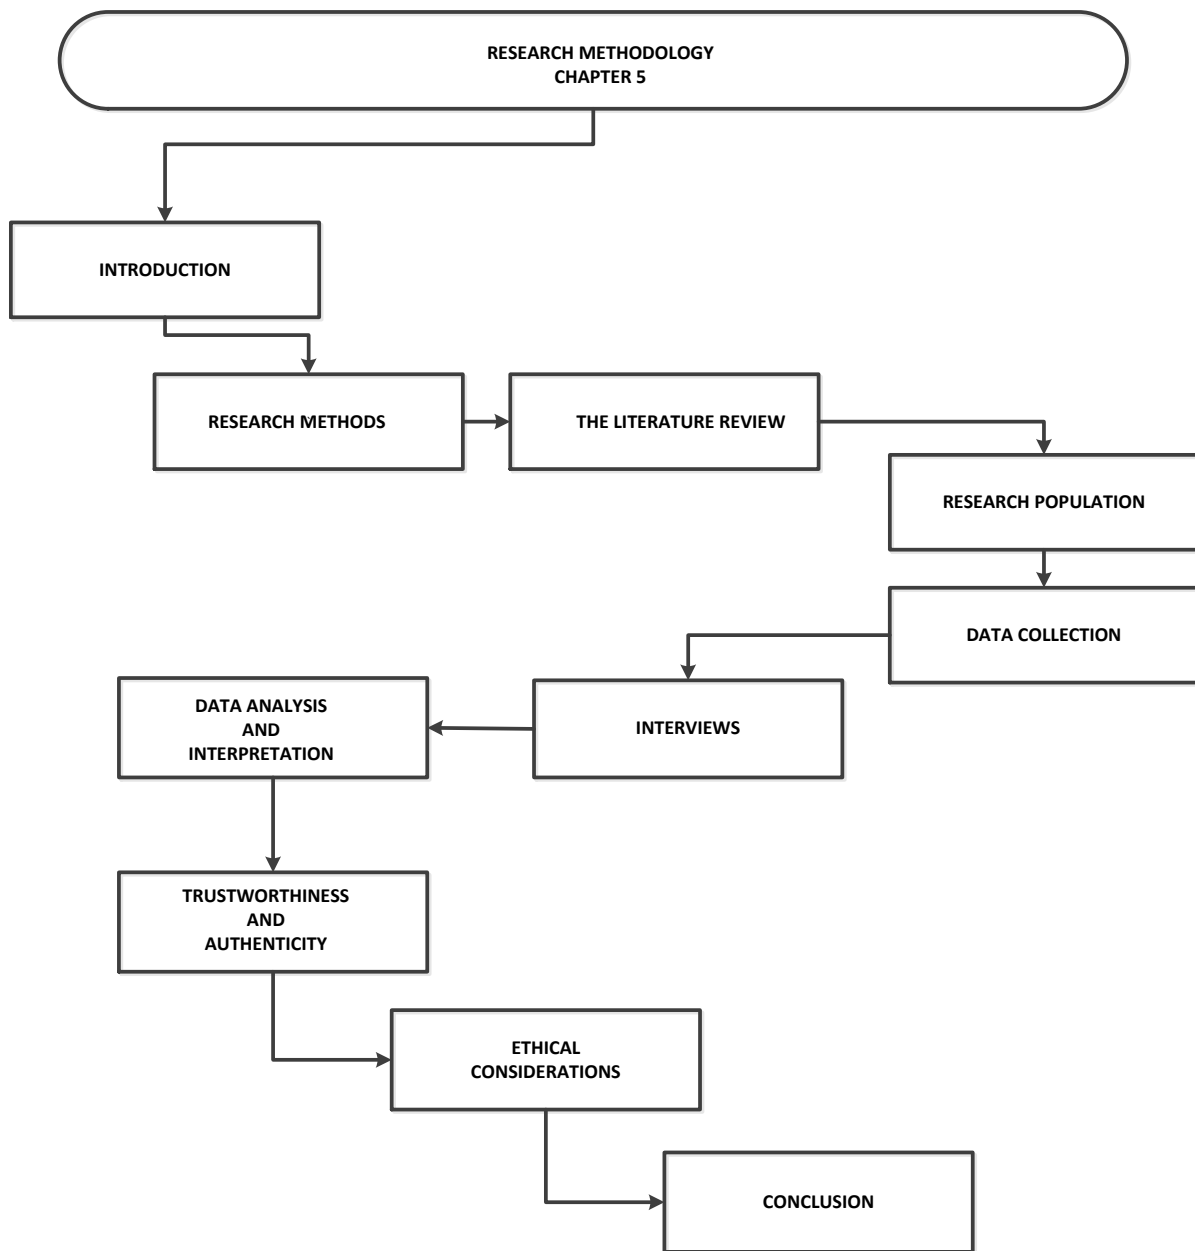 RESEARCH METHODOLOGY
CHAPTER 5
INTRODUCTION
RESEARCH METHODS
THE LITERATURE REVIEW
RESEARCH POPULATION
DATA COLLECTION
INTERVIEWS
DATA ANALYSIS
AND
INTERPRETATION
TRUSTWORTHINESS
AND
AUTHENTICITY
ETHICAL
CONSIDERATIONS
CONCLUSION